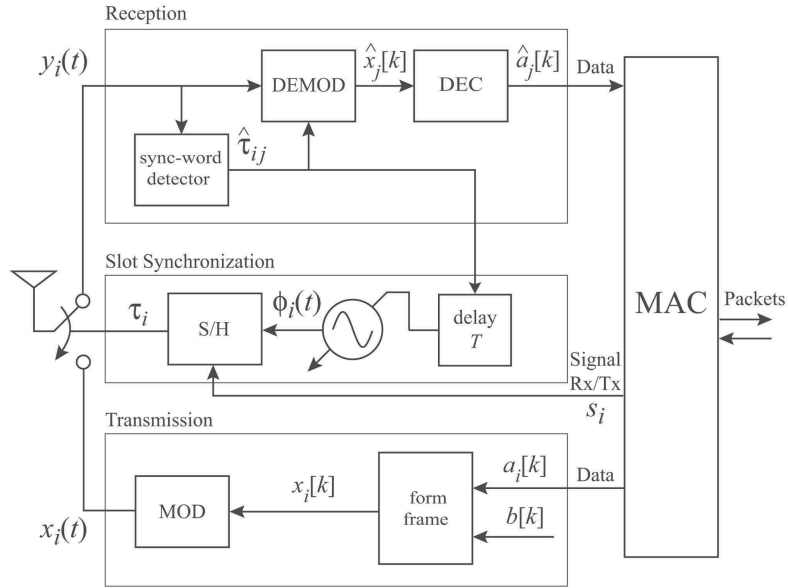 Reception
y_i(t)
DEMOD
x̂_j[k]
DEC
â_j[k]
Data
sync-word
detector
τ̂_ij
MAC
Packets
Slot Synchronization
τ_i
S/H
ϕ_i(t)
delay
T
Signal
Rx/Tx
s_i
Transmission
x_i(t)
MOD
x_i[k]
form
frame
a_i[k]
Data
b[k]